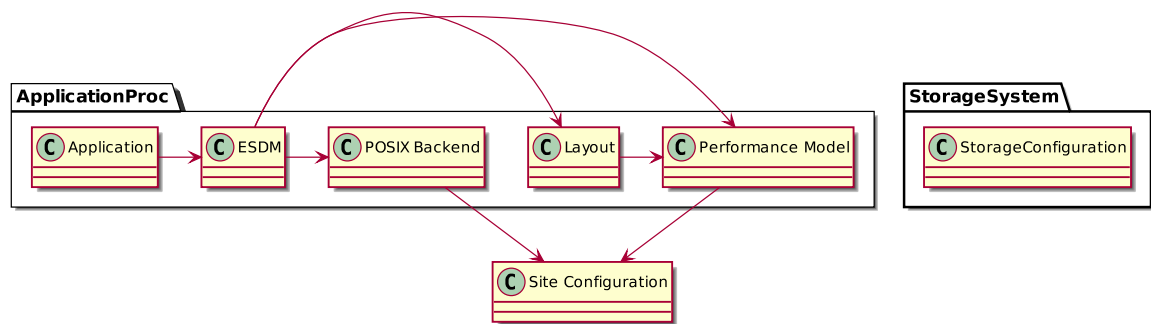 ApplicationProc
StorageSystem
C Application
C ESDM
C POSIX Backend
C Layout
C Performance Model
C StorageConfiguration
C Site Configuration